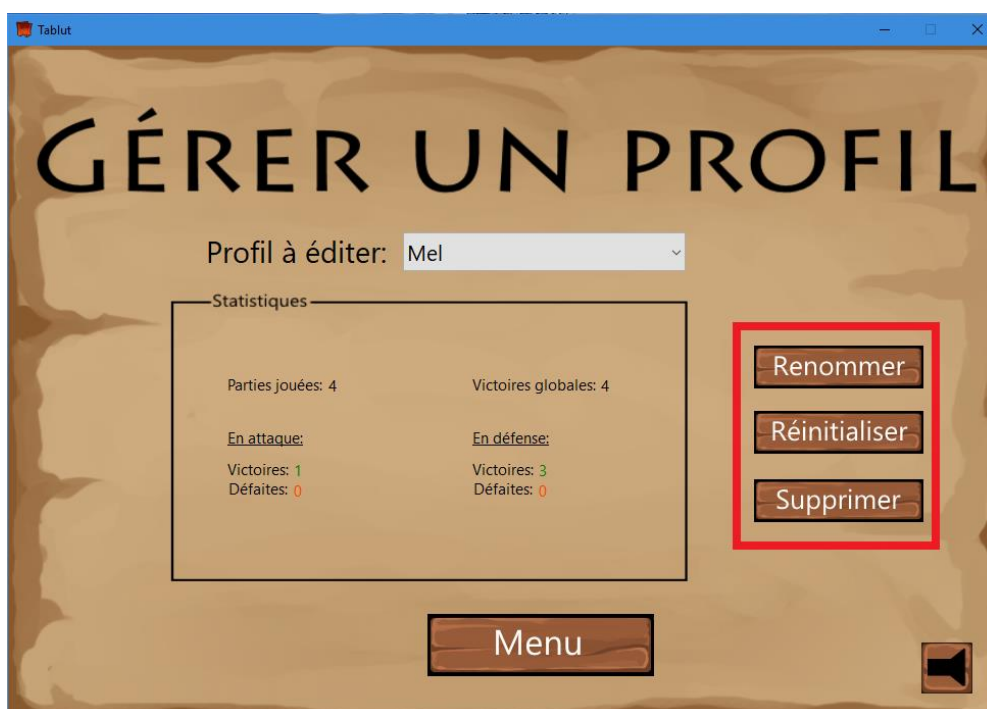 Tablut
GÉRER UN PROFIL
Profil à éditer: Mel
Statistiques
Parties jouées: 4 Victoires globales: 4
En attaque: En défense:
Victoires: 1 Victoires: 3
Défaites: 0 Défaites: 0
Renommer
Réinitialiser
Supprimer
Menu